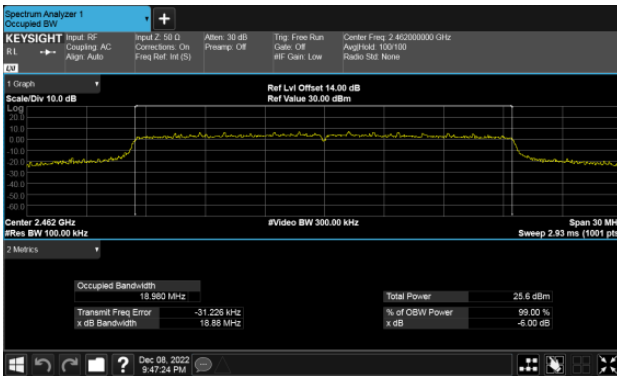 Spectrum Analyzer 1
Occupied BW
+
KEYSIGHT Input: RF Input Z: 50 Ω Atten: 30 dB Trig: Free Run Center Freq: 2.462000000 GHz
R L Coupling: AC Corrections: On Preamp: Off Gate: Off Avg|Hold: 100/100
Align: Auto Freq Ref: Int (S) #IF Gain: Low Radio Std: None
LXI
1 Graph
Scale/Div 10.0 dB
Ref Lvl Offset 14.00 dB
Ref Value 30.00 dBm
Log
20.0
10.0
0.00
-10.0
-20.0
-30.0
-40.0
-50.0
-60.0
Center 2.462 GHz #Video BW 300.00 kHz Span 30 MH
#Res BW 100.00 kHz Sweep 2.93 ms (1001 pts
2 Metrics
Occupied Bandwidth
18.980 MHz Total Power 25.6 dBm
Transmit Freq Error -31.226 kHz % of OBW Power 99.00 %
x dB Bandwidth 18.88 MHz x dB -6.00 dB
? Dec 08, 2022
9:47:24 PM